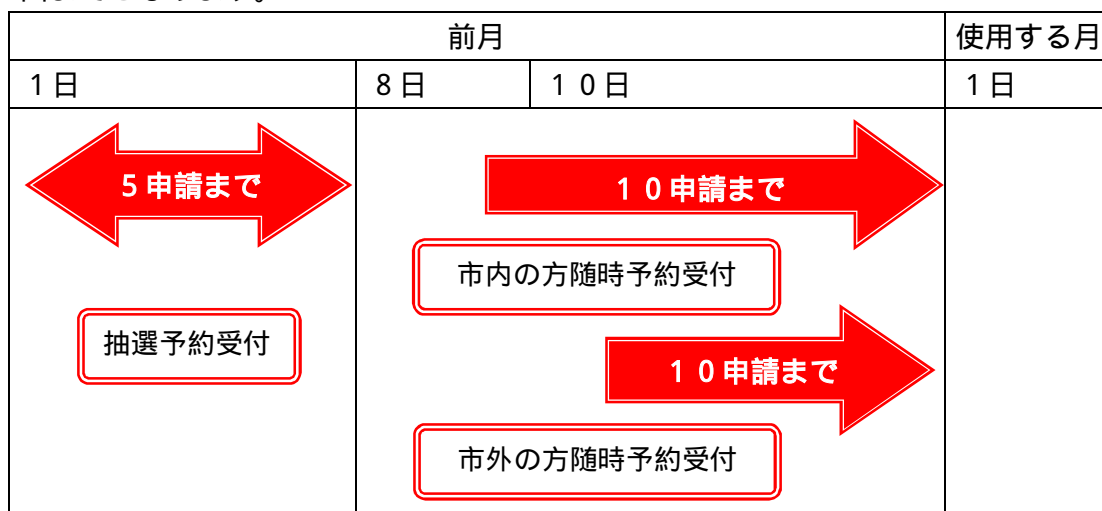 前月 使用する月
1日 8日 10日 1日
5申請まで 10申請まで
市内の方随時予約受付
抽選予約受付
10申請まで
市外の方随時予約受付